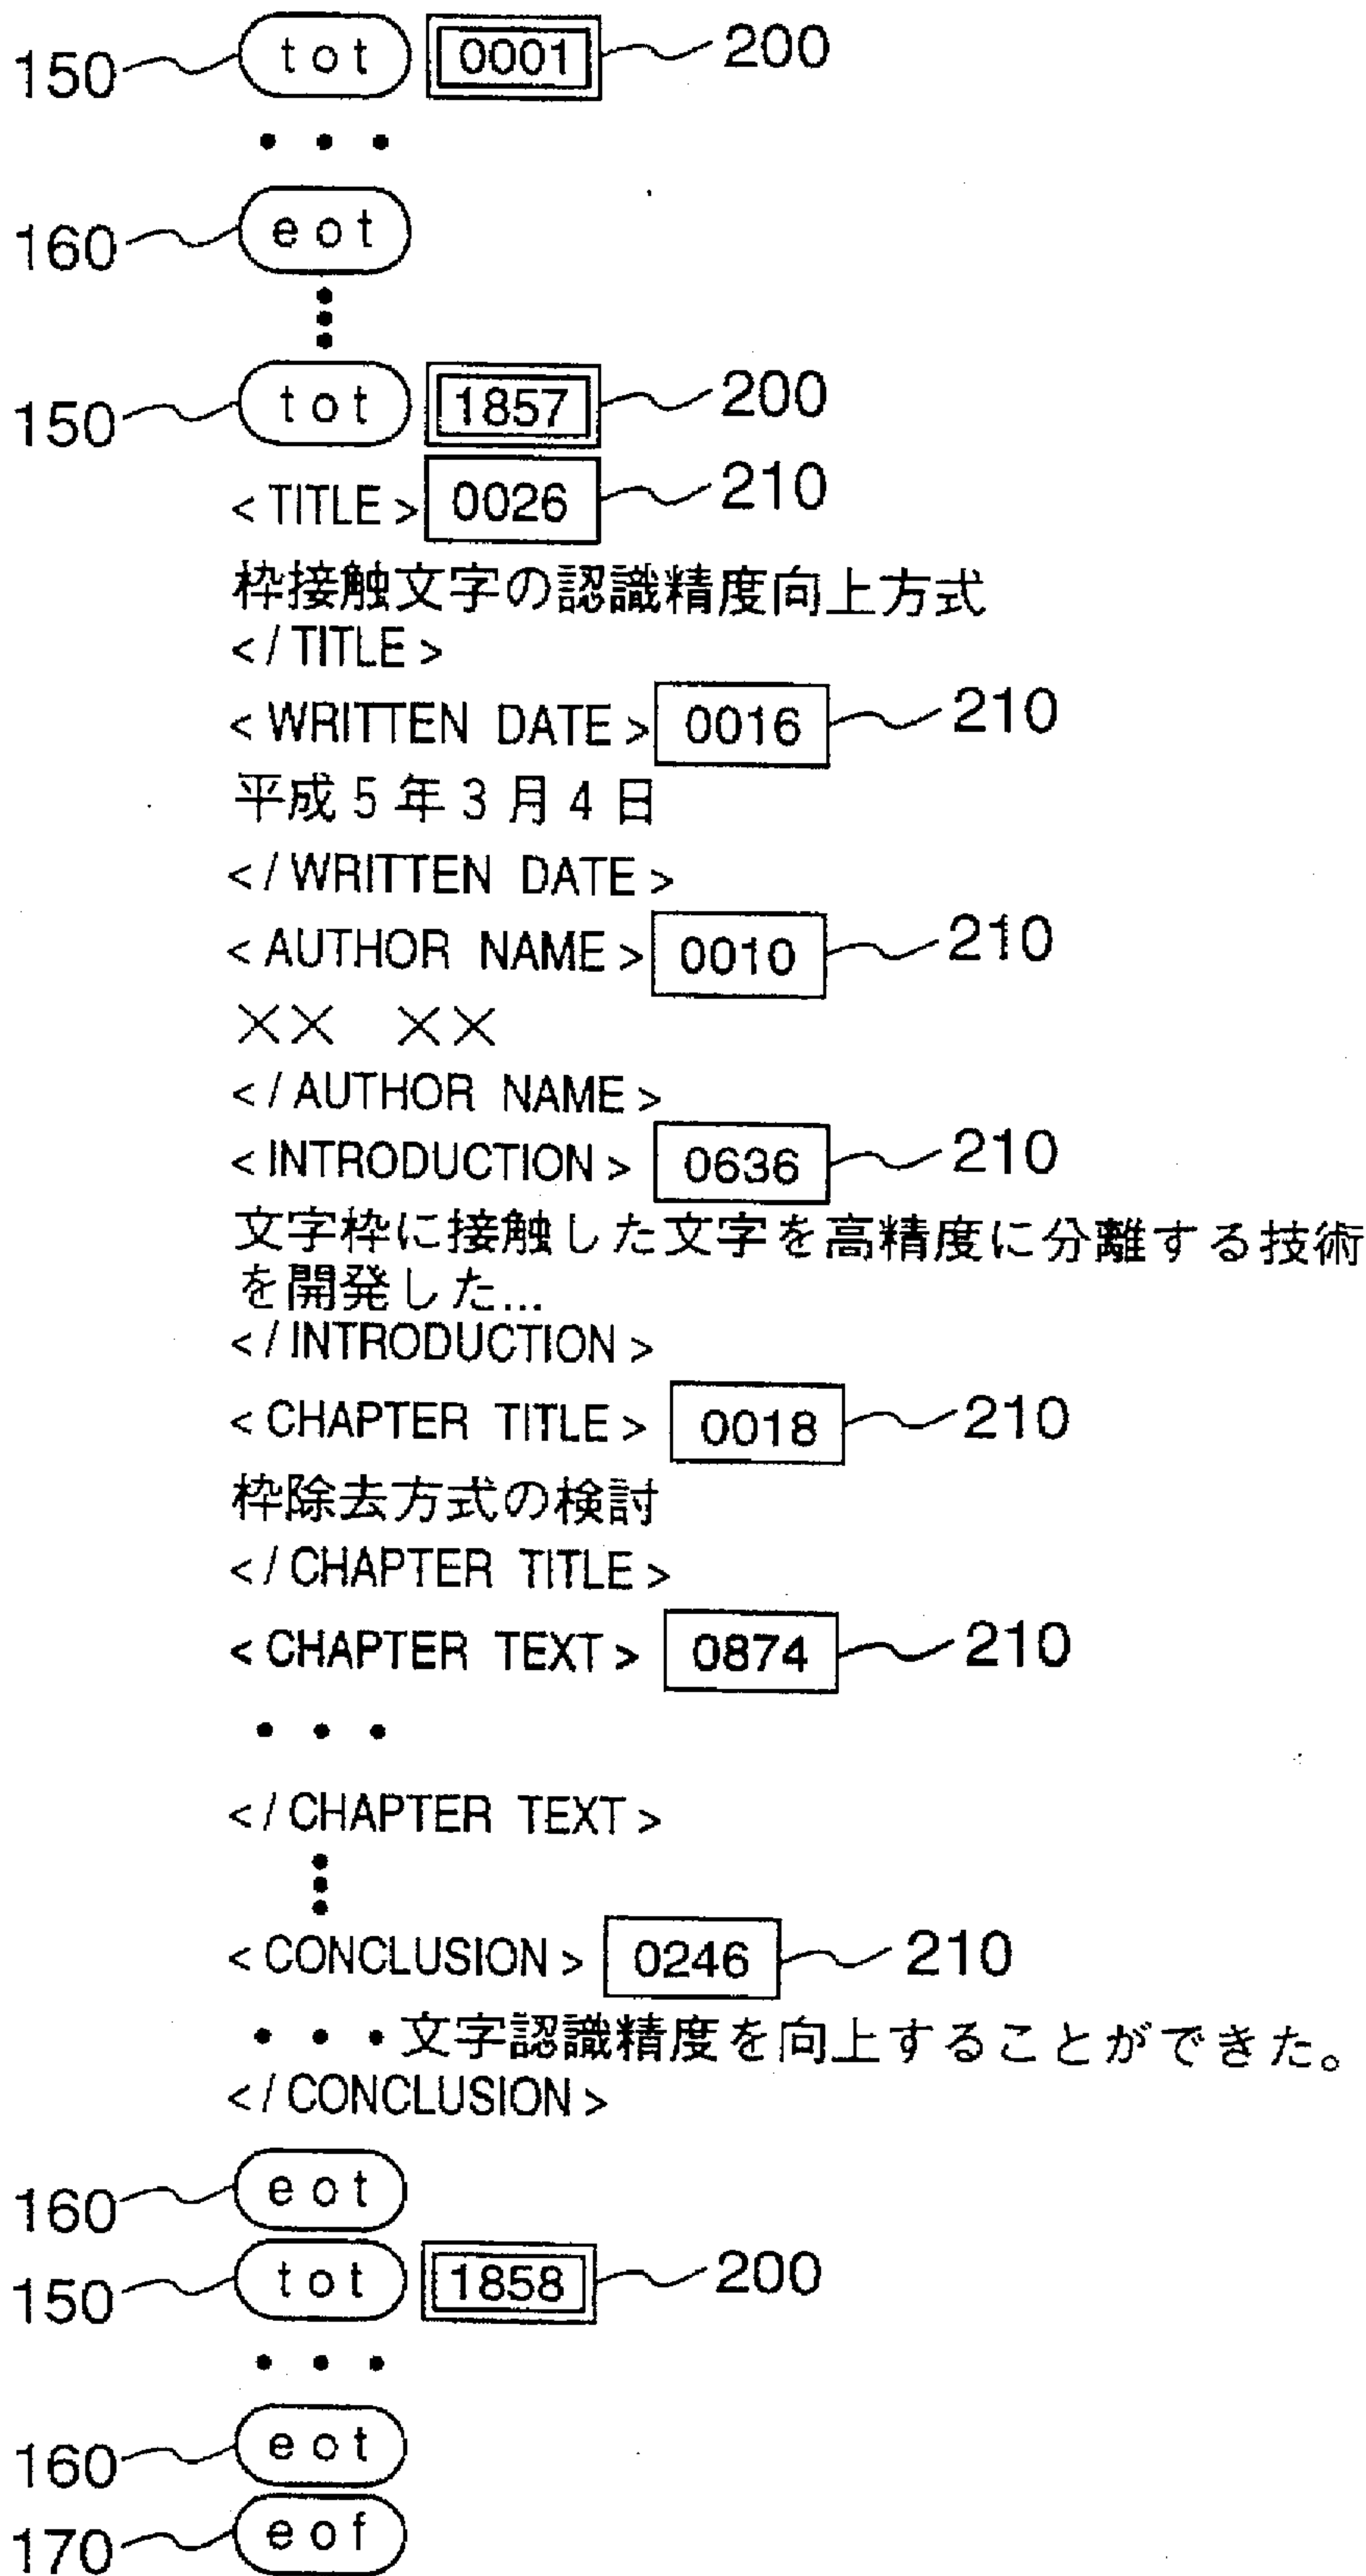 150 tot 0001 200
• • •
160 eot
⋮
150 tot 1857 200
<TITLE> 0026 210
枠接触文字の認識精度向上方式
</TITLE>
<WRITTEN DATE> 0016 210
平成5年3月4日
</WRITTEN DATE>
<AUTHOR NAME> 0010 210
×× ××
</AUTHOR NAME>
<INTRODUCTION> 0636 210
文字枠に接触した文字を高精度に分離する技術
を開発した...
</INTRODUCTION>
<CHAPTER TITLE> 0018 210
枠除去方式の検討
</CHAPTER TITLE>
<CHAPTER TEXT> 0874 210
• • •
</CHAPTER TEXT>
⋮
<CONCLUSION> 0246 210
• • •文字認識精度を向上することができた。
</CONCLUSION>
160 eot
150 tot 1858 200
• • •
160 eot
170 eof